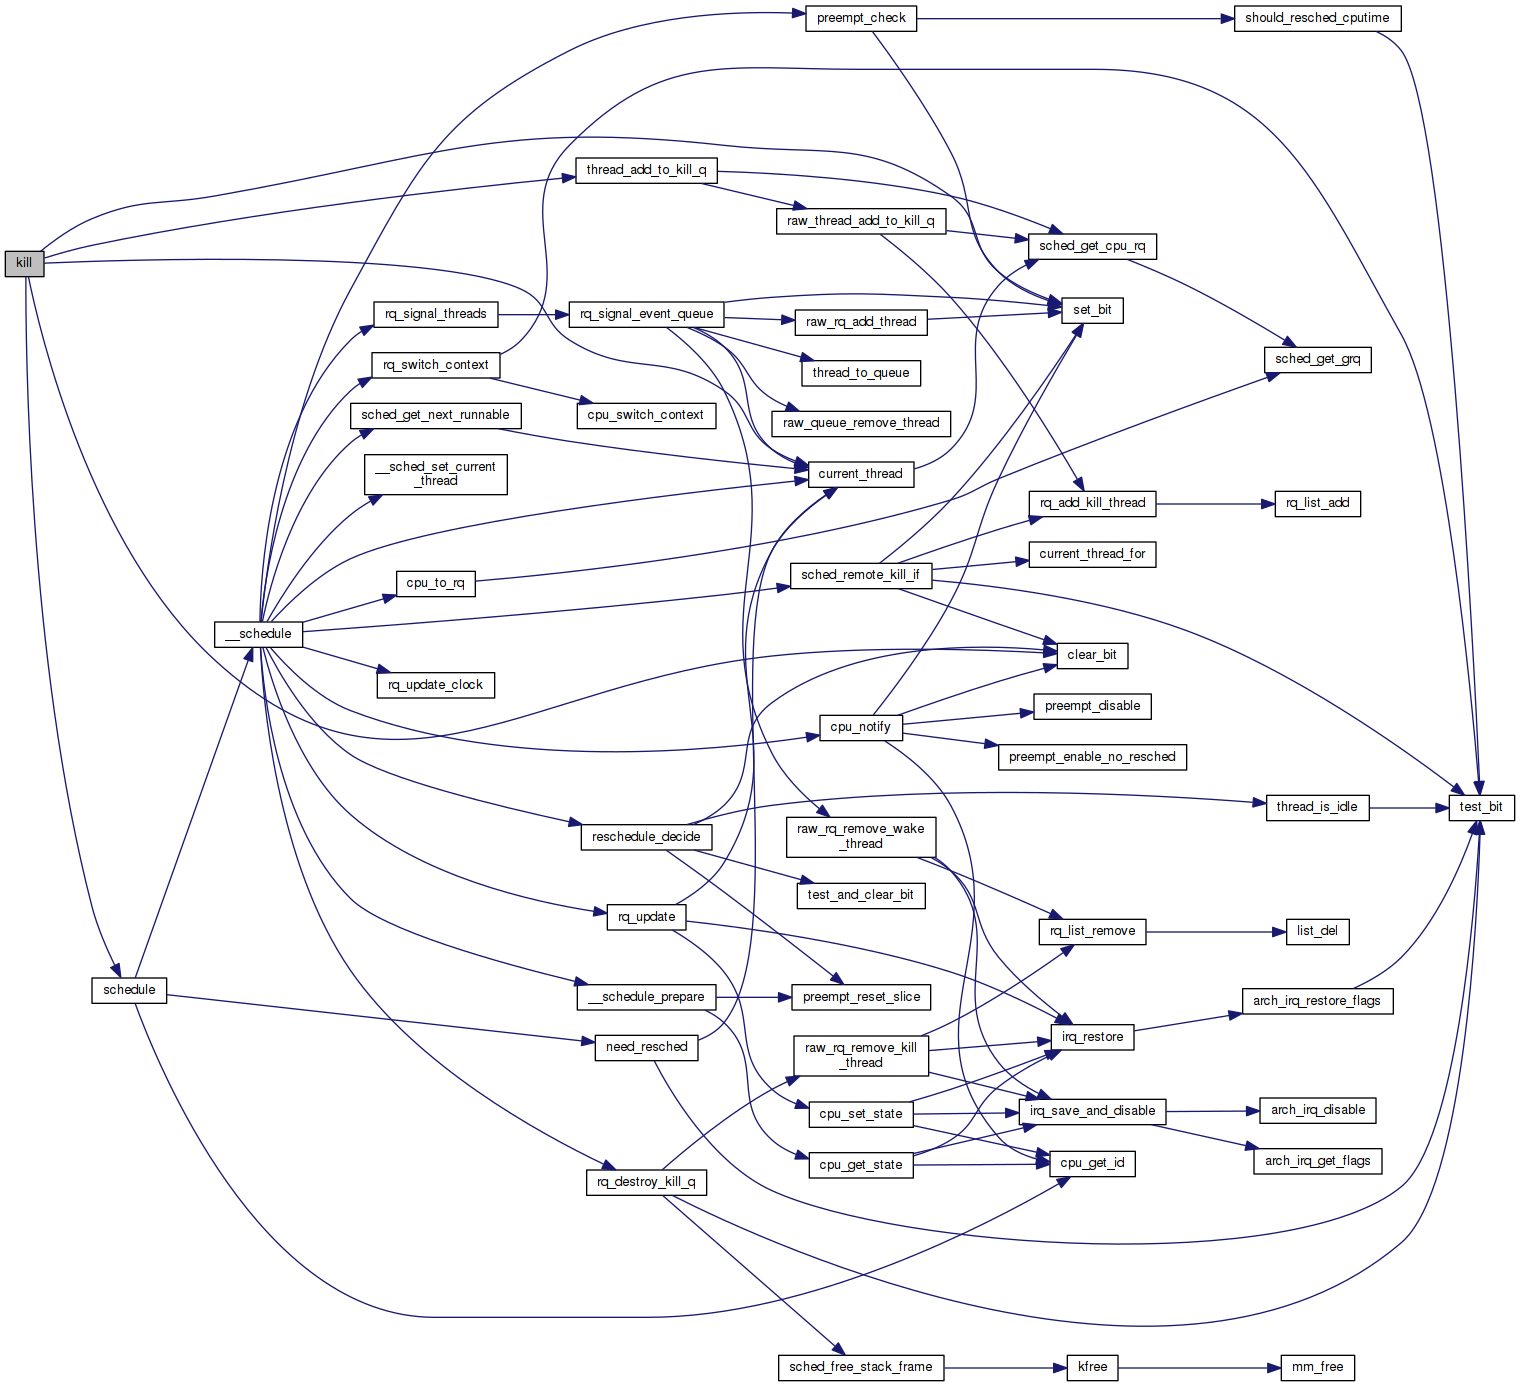 preempt_check
should_resched_cputime
thread_add_to_kill_q
raw_thread_add_to_kill_q
sched_get_cpu_rq
kill
rq_signal_threads
rq_signal_event_queue
raw_rq_add_thread
set_bit
rq_switch_context
thread_to_queue
sched_get_grq
sched_get_next_runnable
cpu_switch_context
raw_queue_remove_thread
__sched_set_current
_thread
current_thread
rq_add_kill_thread
rq_list_add
current_thread_for
cpu_to_rq
sched_remote_kill_if
__schedule
clear_bit
rq_update_clock
preempt_disable
cpu_notify
preempt_enable_no_resched
thread_is_idle
test_bit
reschedule_decide
raw_rq_remove_wake
_thread
test_and_clear_bit
rq_update
rq_list_remove
list_del
schedule
__schedule_prepare
preempt_reset_slice
arch_irq_restore_flags
need_resched
raw_rq_remove_kill
_thread
irq_restore
cpu_set_state
irq_save_and_disable
arch_irq_disable
cpu_get_state
cpu_get_id
arch_irq_get_flags
rq_destroy_kill_q
sched_free_stack_frame
kfree
mm_free